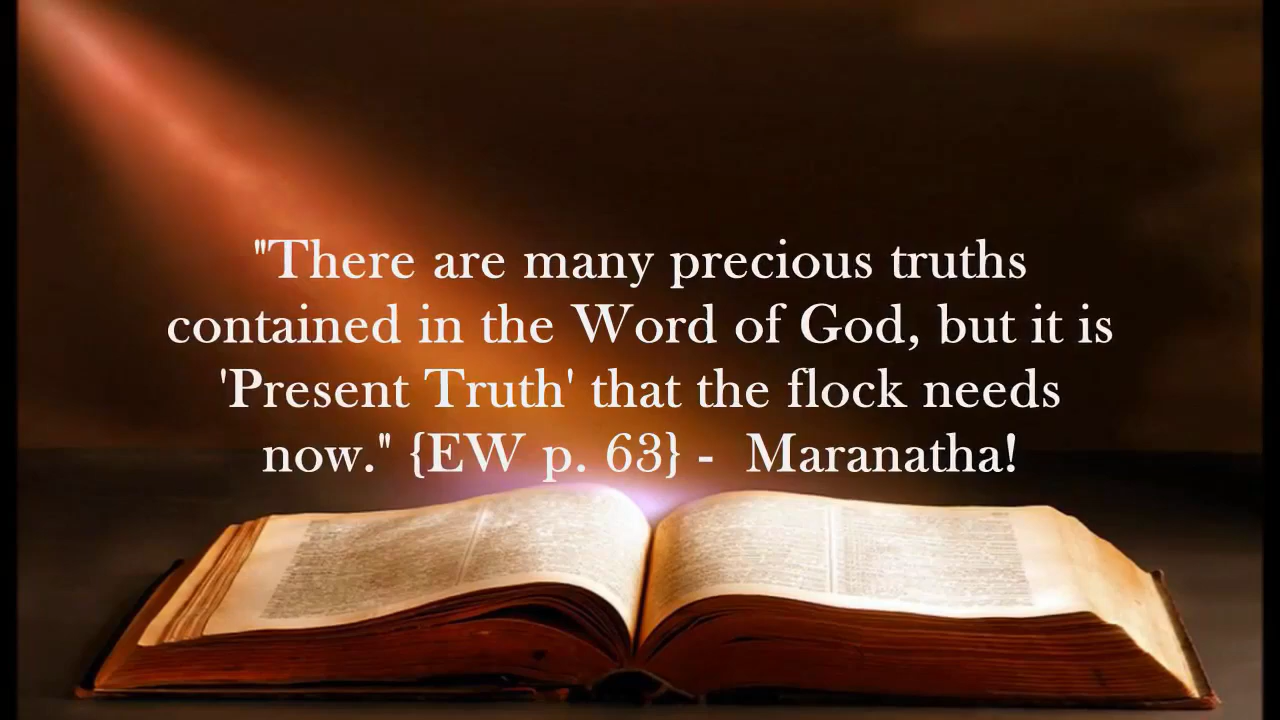 "There are many precious truths
contained in the Word of God, but it is
'Present Truth' that the flock needs
now." {EW p. 63} -  Maranatha!